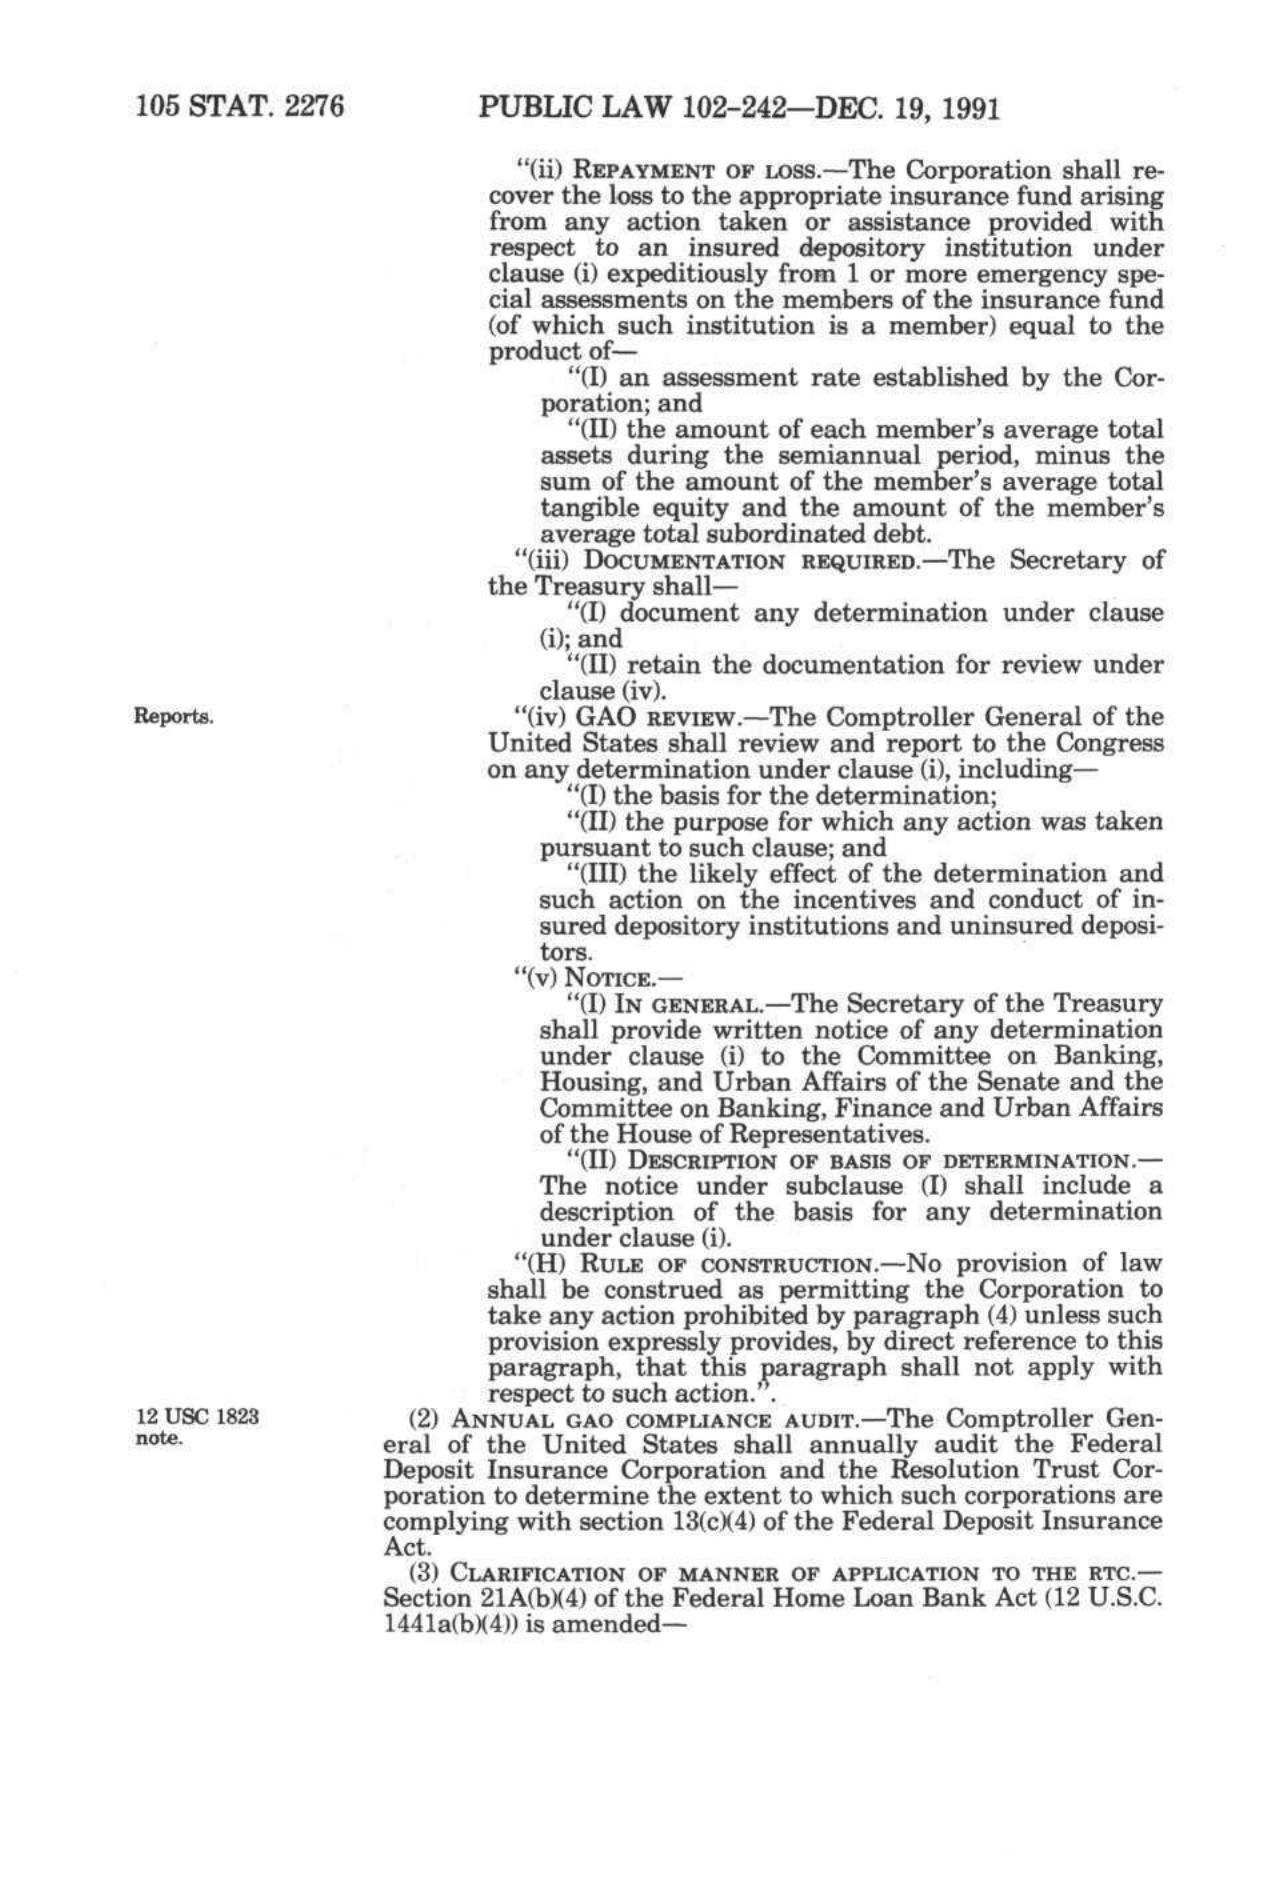 105 STAT. 2276
PUBLIC LAW 102–242—DEC. 19, 1991
“(ii) REPAYMENT OF LOSS.—The Corporation shall re-
cover the loss to the appropriate insurance fund arising
from any action taken or assistance provided with
respect to an insured depository institution under
clause (i) expeditiously from 1 or more emergency spe-
cial assessments on the members of the insurance fund
(of which such institution is a member) equal to the
product of—
“(I) an assessment rate established by the Cor-
poration; and
“(II) the amount of each member's average total
assets during the semiannual period, minus the
sum of the amount of the member's average total
tangible equity and the amount of the member's
average total subordinated debt.
“(iii) DOCUMENTATION REQUIRED.—The Secretary of
the Treasury shall—
“(I) document any determination under clause
(i); and
“(II) retain the documentation for review under
clause (iv).
Reports.
“(iv) GAO REVIEW.—The Comptroller General of the
United States shall review and report to the Congress
on any determination under clause (i), including—
“(I) the basis for the determination;
“(II) the purpose for which any action was taken
pursuant to such clause; and
“(III) the likely effect of the determination and
such action on the incentives and conduct of in-
sured depository institutions and uninsured deposi-
tors.
“(v) NOTICE.—
“(I) IN GENERAL.—The Secretary of the Treasury
shall provide written notice of any determination
under clause (i) to the Committee on Banking,
Housing, and Urban Affairs of the Senate and the
Committee on Banking, Finance and Urban Affairs
of the House of Representatives.
“(II) DESCRIPTION OF BASIS OF DETERMINATION.—
The notice under subclause (I) shall include a
description of the basis for any determination
under clause (i).
“(H) RULE OF CONSTRUCTION.—No provision of law
shall be construed as permitting the Corporation to
take any action prohibited by paragraph (4) unless such
provision expressly provides, by direct reference to this
paragraph, that this paragraph shall not apply with
respect to such action.”.
12 USC 1823
note.
(2) ANNUAL GAO COMPLIANCE AUDIT.—The Comptroller Gen-
eral of the United States shall annually audit the Federal
Deposit Insurance Corporation and the Resolution Trust Cor-
poration to determine the extent to which such corporations are
complying with section 13(c)(4) of the Federal Deposit Insurance
Act.
(3) CLARIFICATION OF MANNER OF APPLICATION TO THE RTC.—
Section 21A(b)(4) of the Federal Home Loan Bank Act (12 U.S.C.
1441a(b)(4)) is amended—